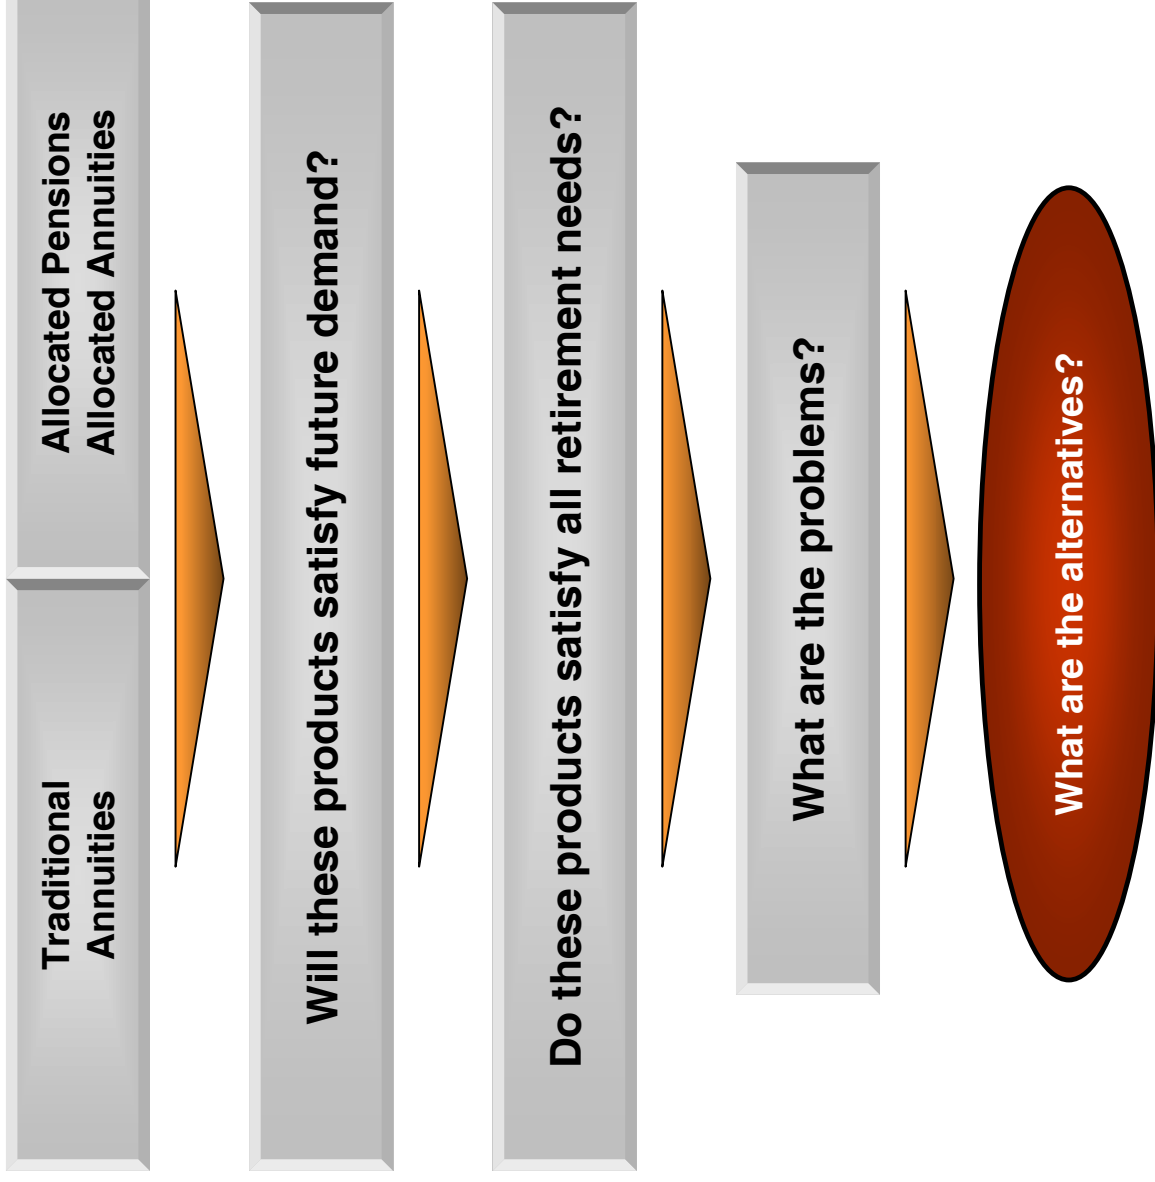 Traditional
Annuities
Allocated Pensions
Allocated Annuities
Will these products satisfy future demand?
Do these products satisfy all retirement needs?
What are the problems?
What are the alternatives?